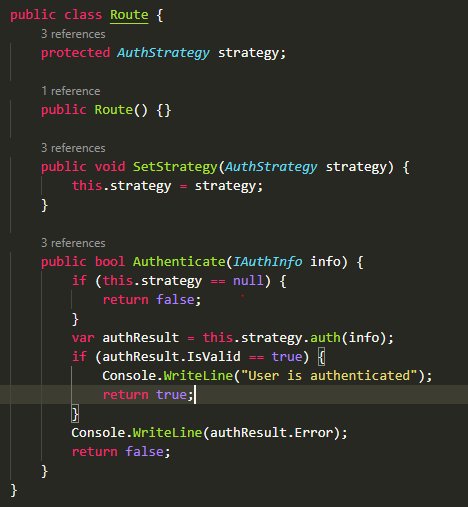 public class Route {
3 references
protected AuthStrategy strategy;
1 reference
public Route() {}
3 references
public void SetStrategy(AuthStrategy strategy) {
this.strategy = strategy;
}
3 references
public bool Authenticate(IAuthInfo info) {
if (this.strategy == null) {
return false;
}
var authResult = this.strategy.auth(info);
if (authResult.IsValid == true) {
Console.WriteLine("User is authenticated");
return true;
}
Console.WriteLine(authResult.Error);
return false;
}
}